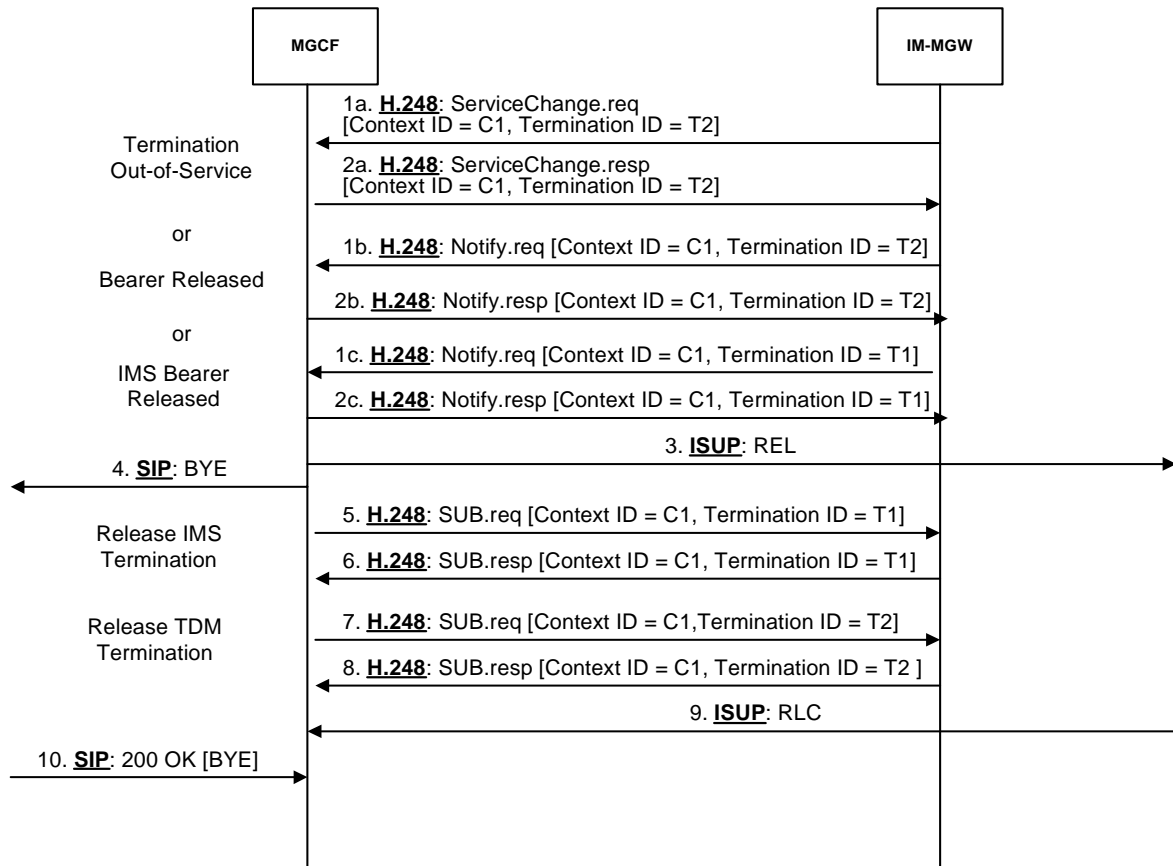 MGCF
IM-MGW
1a. H.248: ServiceChange.req
[Context ID = C1, Termination ID = T2]
Termination
Out-of-Service
2a. H.248: ServiceChange.resp
[Context ID = C1, Termination ID = T2]
or
1b. H.248: Notify.req [Context ID = C1, Termination ID = T2]
Bearer Released
2b. H.248: Notify.resp [Context ID = C1, Termination ID = T2]
or
1c. H.248: Notify.req [Context ID = C1, Termination ID = T1]
IMS Bearer
Released
2c. H.248: Notify.resp [Context ID = C1, Termination ID = T1]
3. ISUP: REL
4. SIP: BYE
5. H.248: SUB.req [Context ID = C1, Termination ID = T1]
Release IMS
Termination
6. H.248: SUB.resp [Context ID = C1, Termination ID = T1]
7. H.248: SUB.req [Context ID = C1,Termination ID = T2]
Release TDM
Termination
8. H.248: SUB.resp [Context ID = C1, Termination ID = T2 ]
9. ISUP: RLC
10. SIP: 200 OK [BYE]